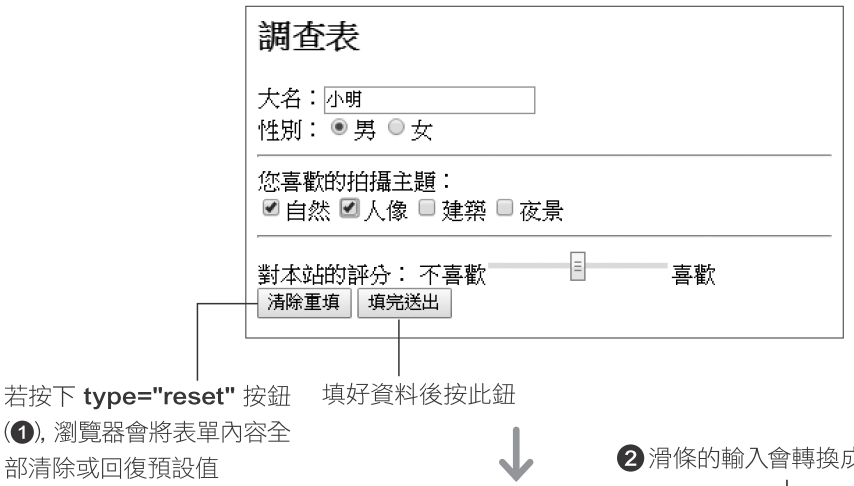 調查表
大名：小明
性別： 男 女
您喜歡的拍攝主題：
自然 人像 建築 夜景
對本站的評分： 不喜歡 喜歡
清除重填 填完送出
若按下 type="reset" 按鈕
(❶), 瀏覽器會將表單內容全
部清除或回復預設值
填好資料後按此鈕
❷ 滑條的輸入會轉換成